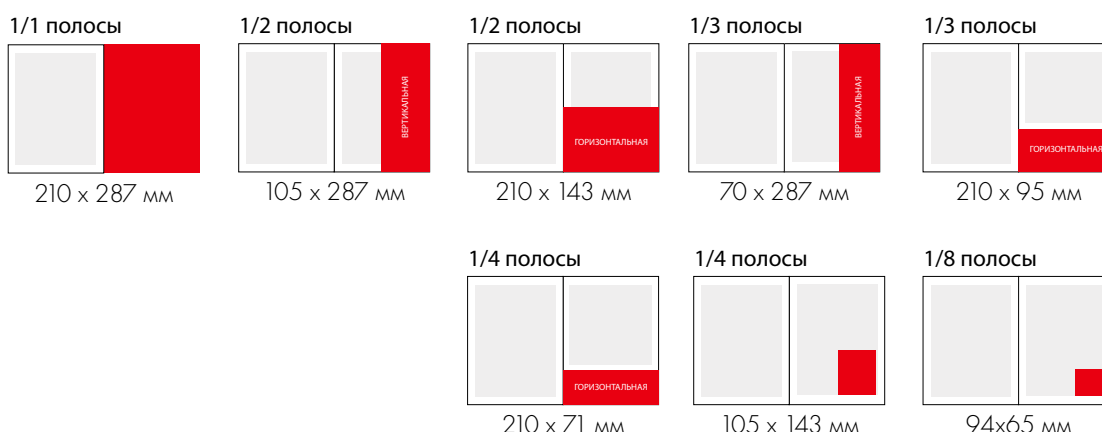 1/1 полосы
1/2 полосы
1/2 полосы
1/3 полосы
1/3 полосы
ВЕРТИКАЛЬНАЯ
ГОРИЗОНТАЛЬНАЯ
ВЕРТИКАЛЬНАЯ
ГОРИЗОНТАЛЬНАЯ
210 x 287 мм
105 x 287 мм
210 x 143 мм
70 x 287 мм
210 x 95 мм
1/4 полосы
1/4 полосы
1/8 полосы
ГОРИЗОНТАЛЬНАЯ
210 x 71 мм
105 x 143 мм
94x65 мм